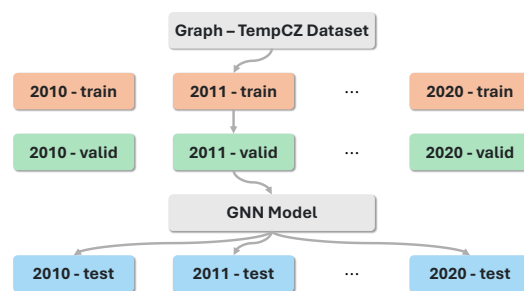 Graph – TempCZ Dataset
2010 - train 2011 - train ... 2020 - train
2010 - valid 2011 - valid ... 2020 - valid
GNN Model
2010 - test 2011 - test ... 2020 - test